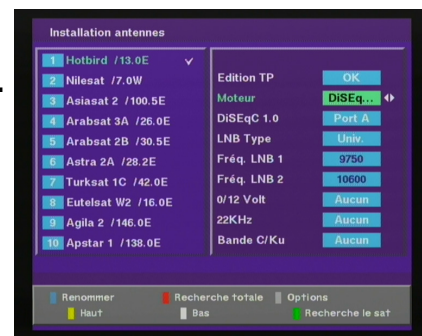 Installation antennes
1 Hotbird /13.0E
2 Nilesat /7.0W
3 Asiasat 2 /100.5E
4 Arabsat 3A /26.0E
5 Arabsat 2B /30.5E
6 Astra 2A /28.2E
7 Turksat 1C /42.0E
8 Eutelsat W2 /16.0E
9 Agila 2 /146.0E
10 Apstar 1 /138.0E
Edition TP OK
Moteur DiSEq...
DiSEqC 1.0 Port A
LNB Type Univ.
Fréq. LNB 1 9750
Fréq. LNB 2 10600
0/12 Volt Aucun
22KHz Aucun
Bande C/Ku Aucun
Renommer Recherche totale Options
Haut Bas Recherche le sat